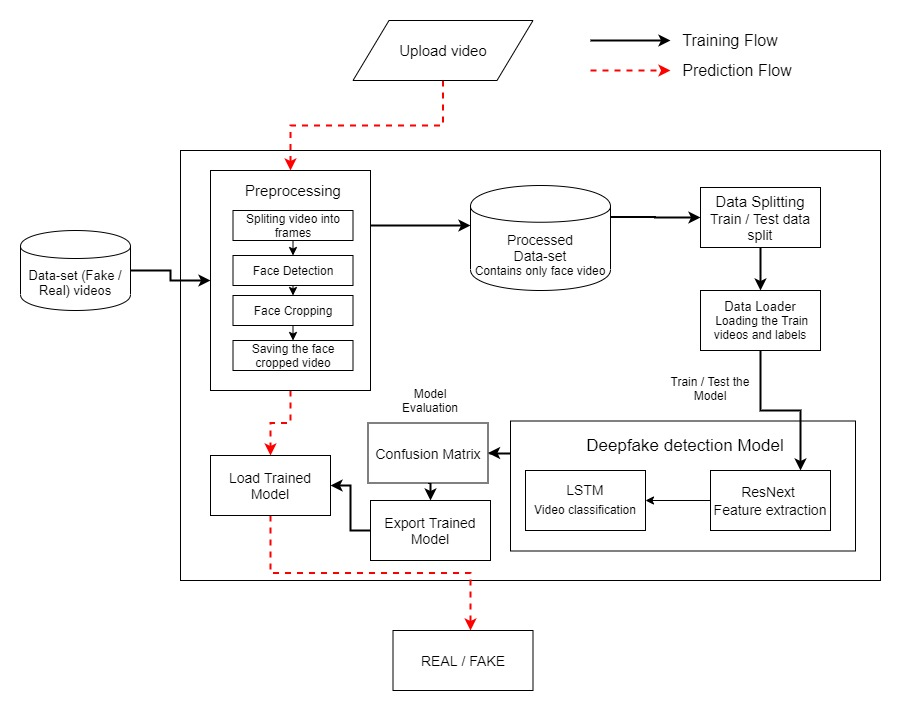 Upload video
Training Flow
Prediction Flow
Preprocessing
Spliting video into
frames
Face Detection
Face Cropping
Saving the face
cropped video
Data-set (Fake /
Real) videos
Processed
Data-set
Contains only face video
Data Splitting
Train / Test data
split
Data Loader
Loading the Train
videos and labels
Train / Test the
Model
Model
Evaluation
Confusion Matrix
Deepfake detection Model
LSTM
Video classification
ResNext
Feature extraction
Load Trained
Model
Export Trained
Model
REAL / FAKE